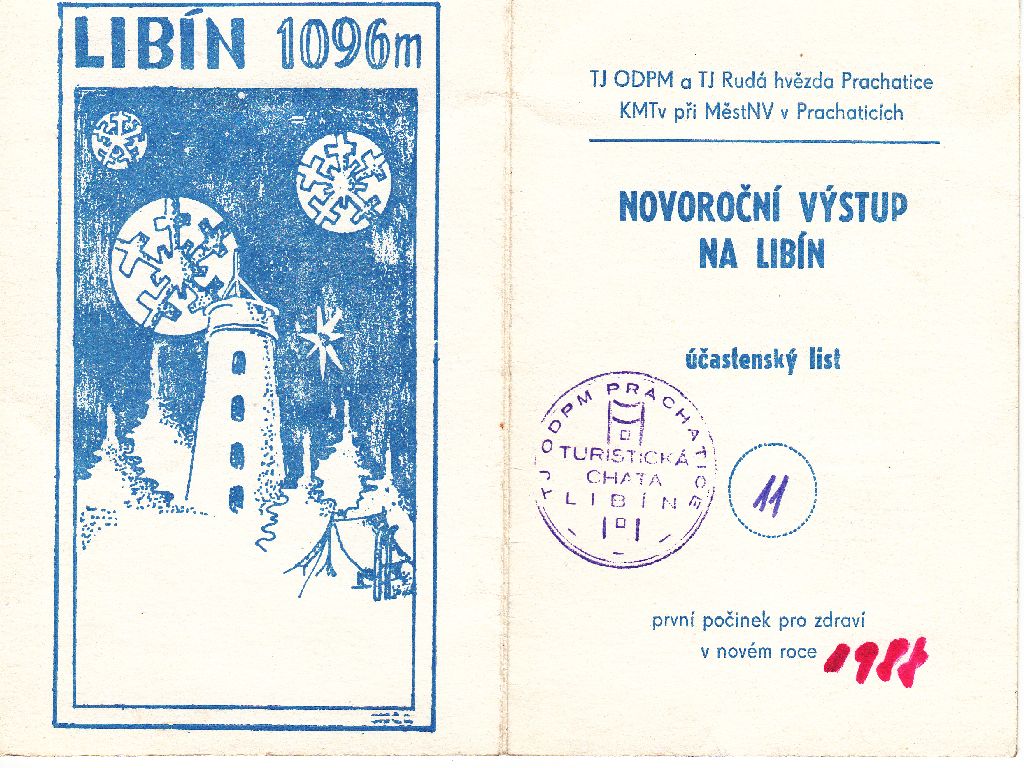 LIBÍN 1096m
TJ ODPM a TJ Rudá hvězda Prachatice
KMTv při MěstNV v Prachaticích
NOVOROČNÍ VÝSTUP
NA LIBÍN
účastenský list
TJ ODPM PRACHATICE
TURISTICKÁ
CHATA
LIBÍN
11
první počinek pro zdraví
v novém roce 1988